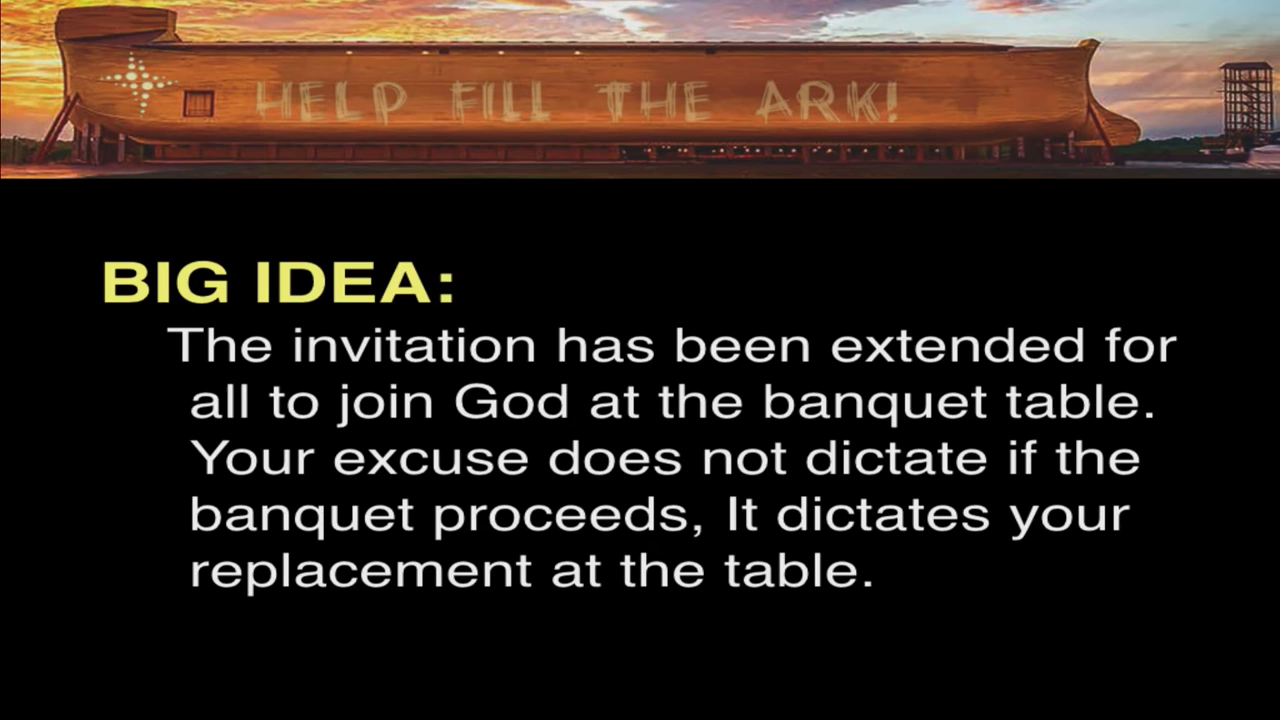 HELP FILL THE ARK!
BIG IDEA:
The invitation has been extended for
all to join God at the banquet table.
Your excuse does not dictate if the
banquet proceeds, It dictates your
replacement at the table.